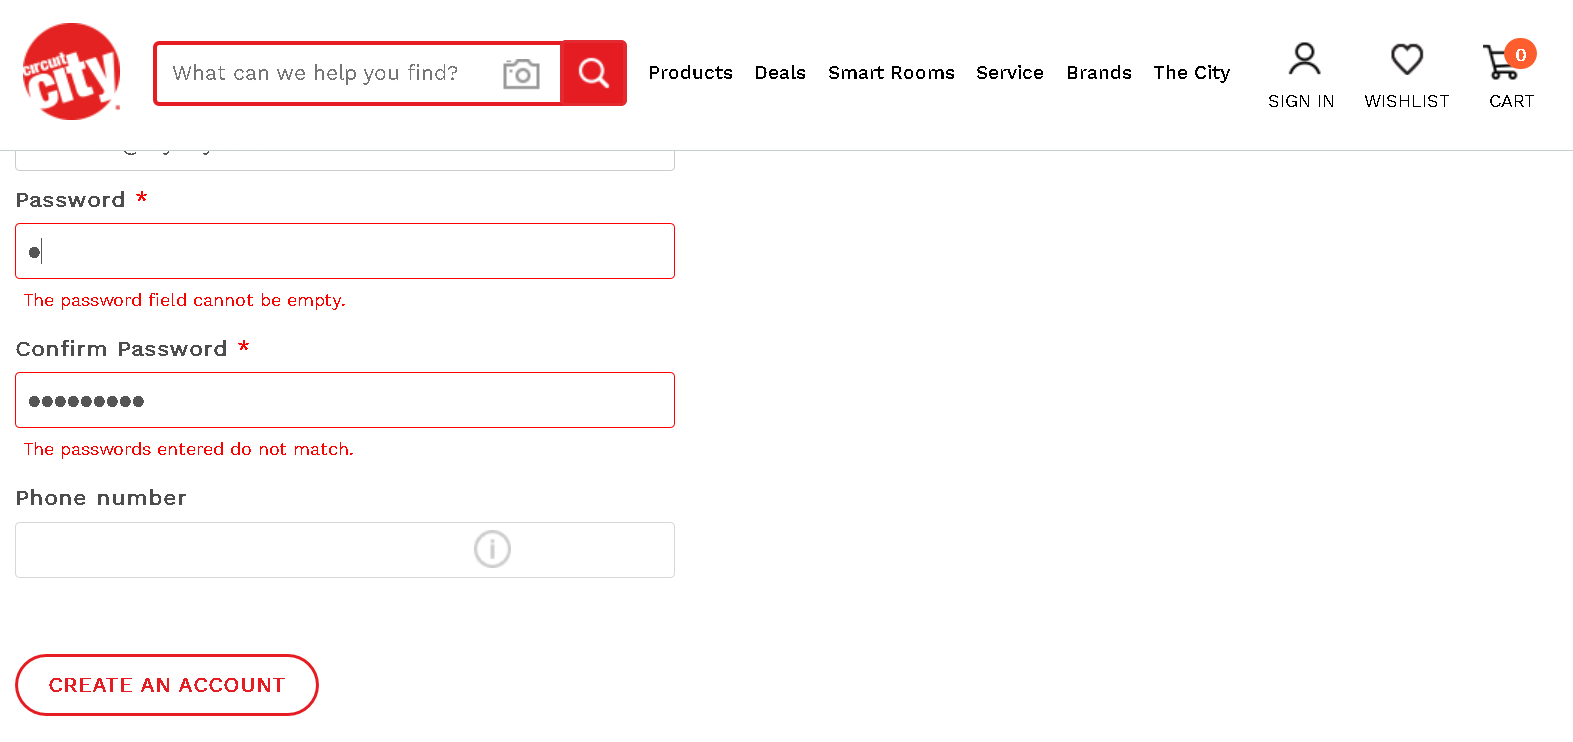 circuit city
What can we help you find?
Products Deals Smart Rooms Service Brands The City
0
SIGN IN WISHLIST CART
Password *
The password field cannot be empty.
Confirm Password *
The passwords entered do not match.
Phone number
CREATE AN ACCOUNT